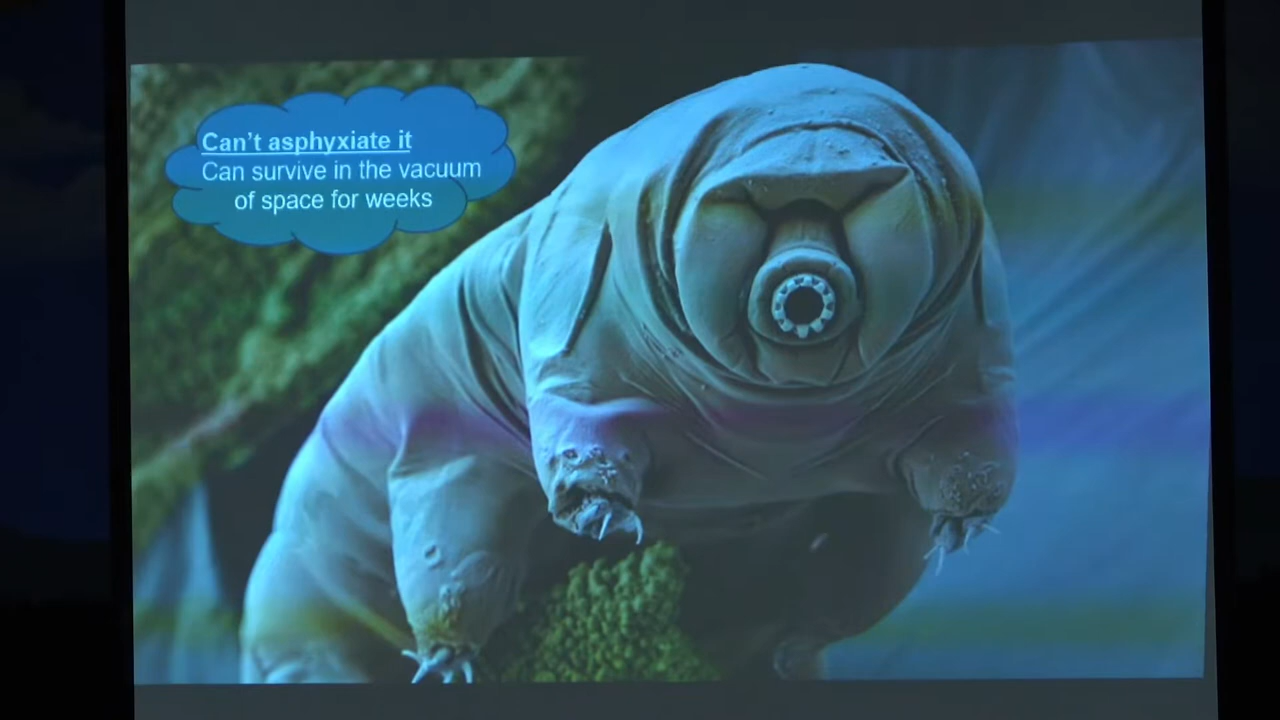 Can't asphyxiate it
Can survive in the vacuum
of space for weeks